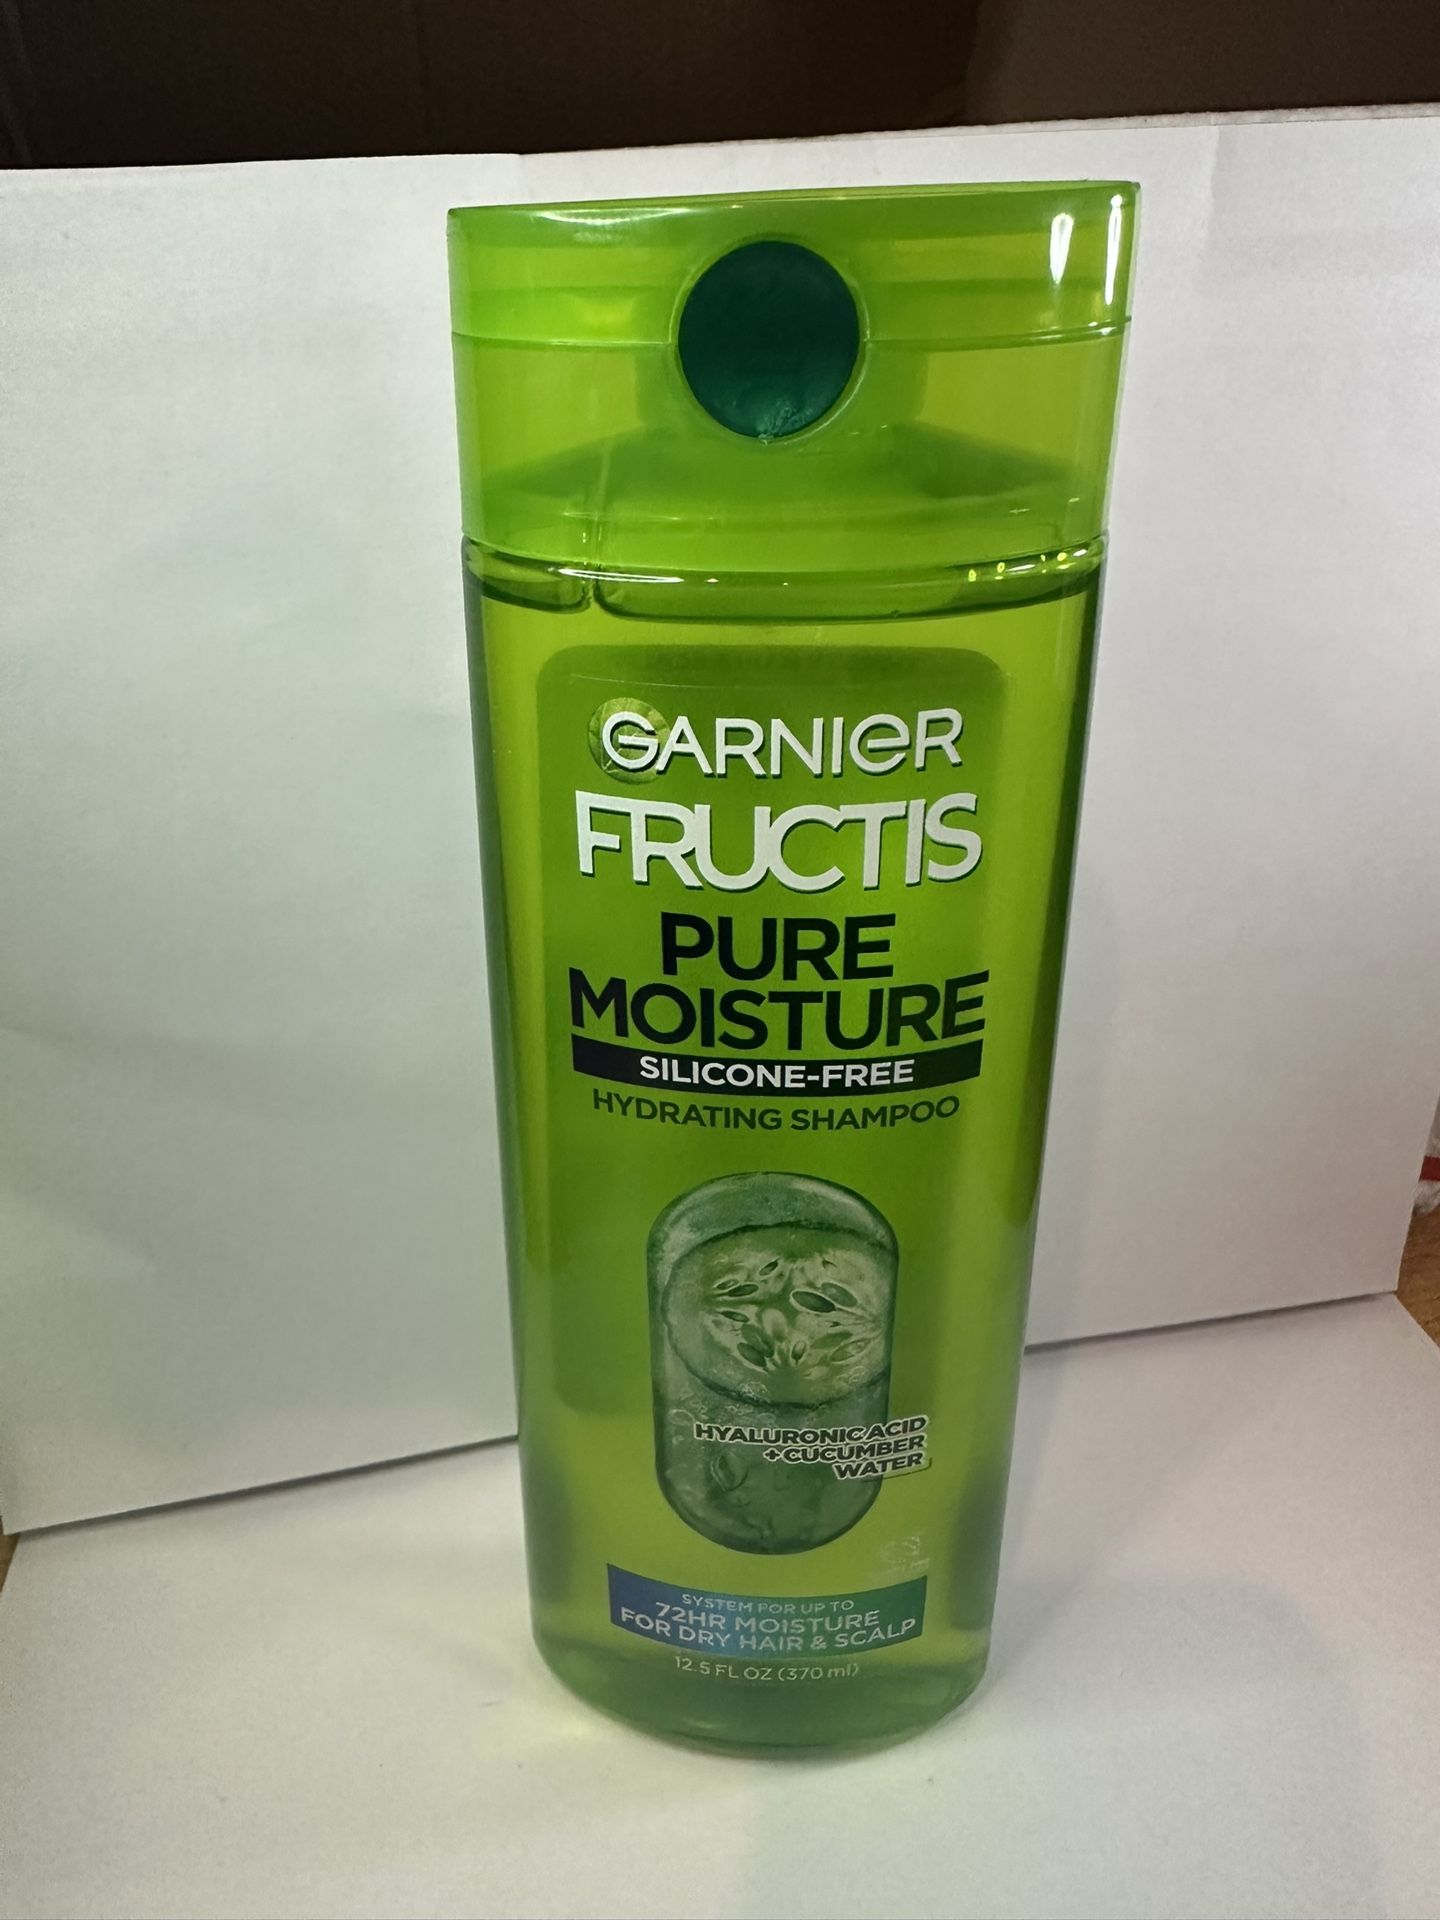 GARNIER
FRUCTIS
PURE
MOISTURE
SILICONE-FREE
HYDRATING SHAMPOO
HYALURONIC ACID
+CUCUMBER
WATER
SYSTEM FOR UP TO
72HR MOISTURE
FOR DRY HAIR & SCALP
12.5 FL OZ (370 ml)